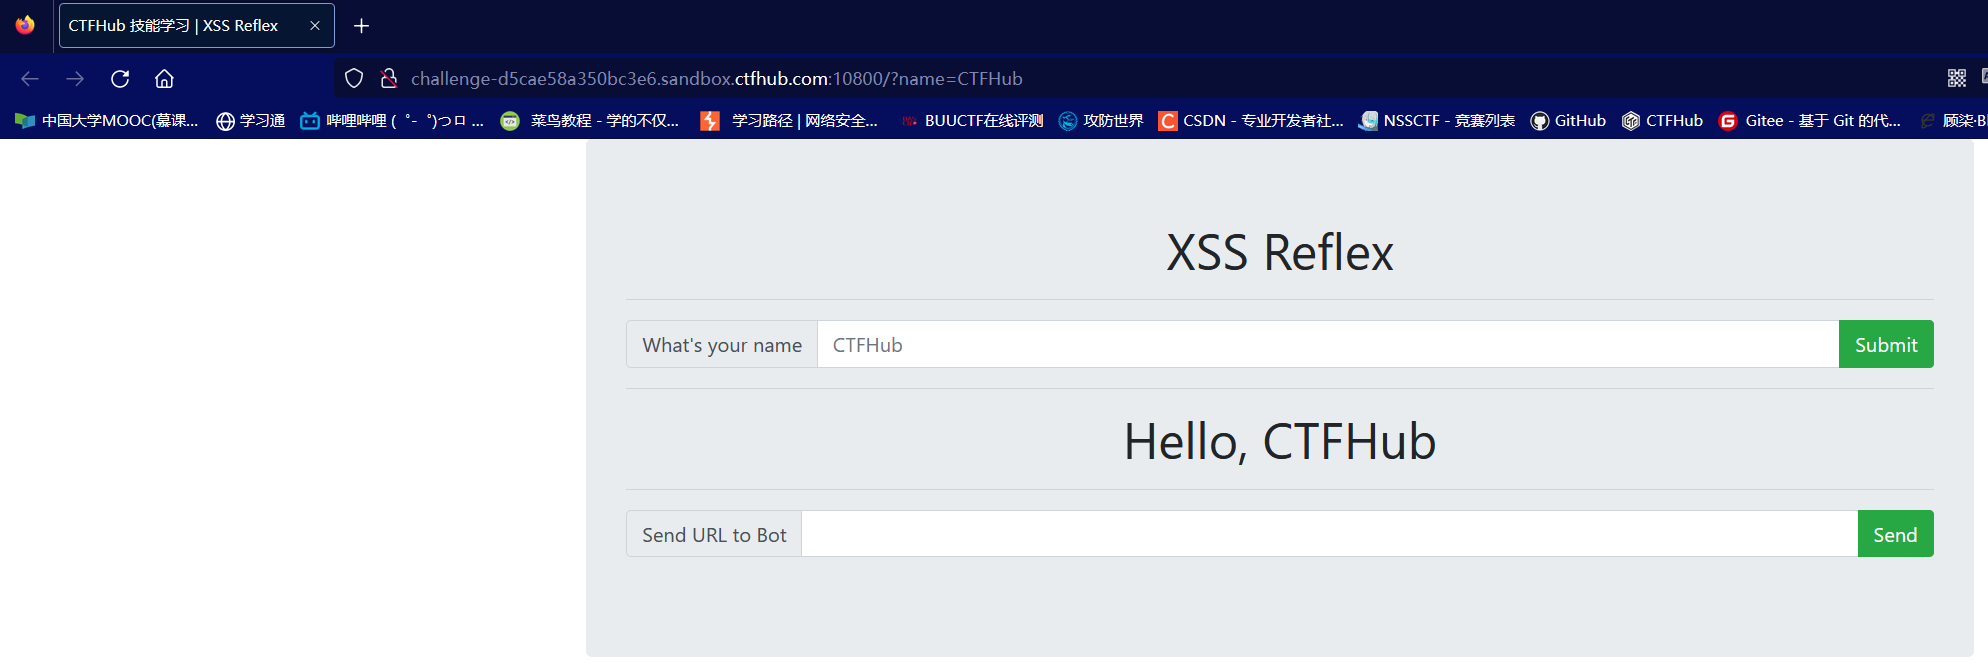 CTFHub 技能学习 | XSS Reflex
challenge-d5cae58a350bc3e6.sandbox.ctfhub.com:10800/?name=CTFHub
中国大学MOOC(慕课... 学习通 哔哩哔哩 ( ゜- ゜)つロ ... 菜鸟教程 - 学的不仅... 学习路径 | 网络安全... BUUCTF在线评测 攻防世界 CSDN - 专业开发者社... NSSCTF - 竞赛列表 GitHub CTFHub Gitee - 基于 Git 的代... 顾柒·B
XSS Reflex
What's your name CTFHub Submit
Hello, CTFHub
Send URL to Bot Send